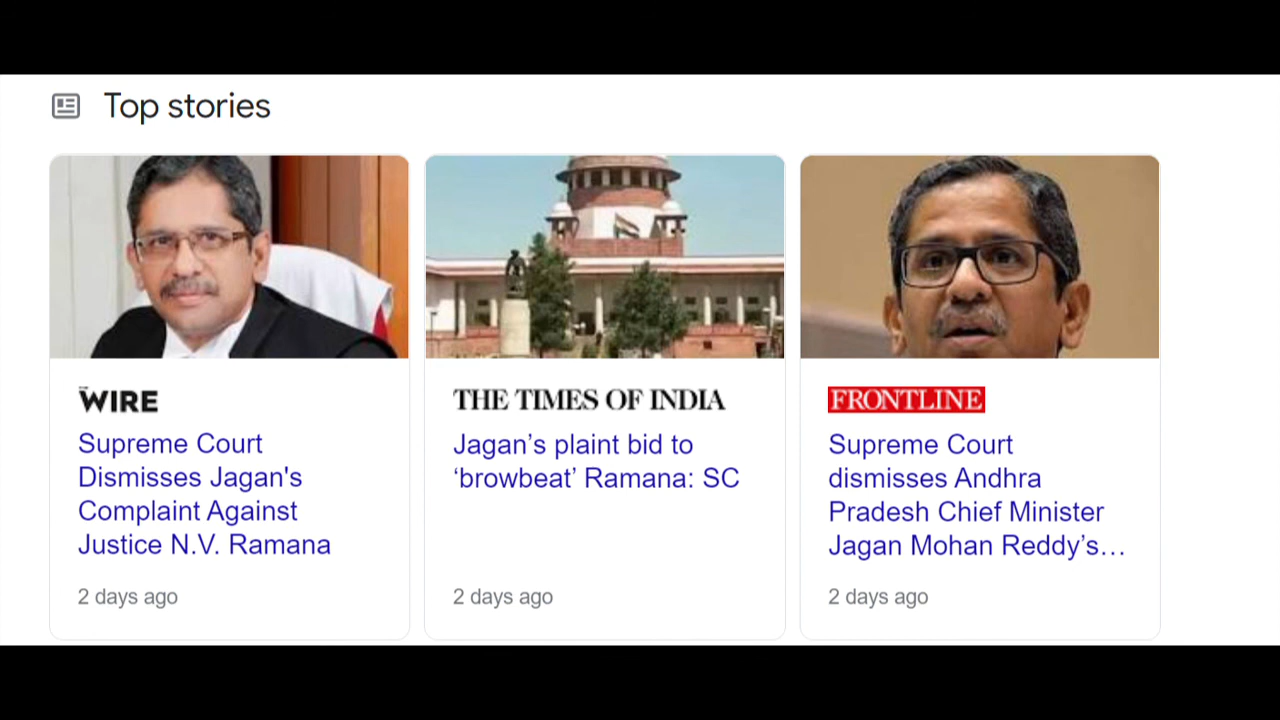 Top stories
THE WIRE
Supreme Court
Dismisses Jagan's
Complaint Against
Justice N.V. Ramana
2 days ago
THE TIMES OF INDIA
Jagan’s plaint bid to
‘browbeat’ Ramana: SC
2 days ago
FRONTLINE
Supreme Court
dismisses Andhra
Pradesh Chief Minister
Jagan Mohan Reddy’s…
2 days ago